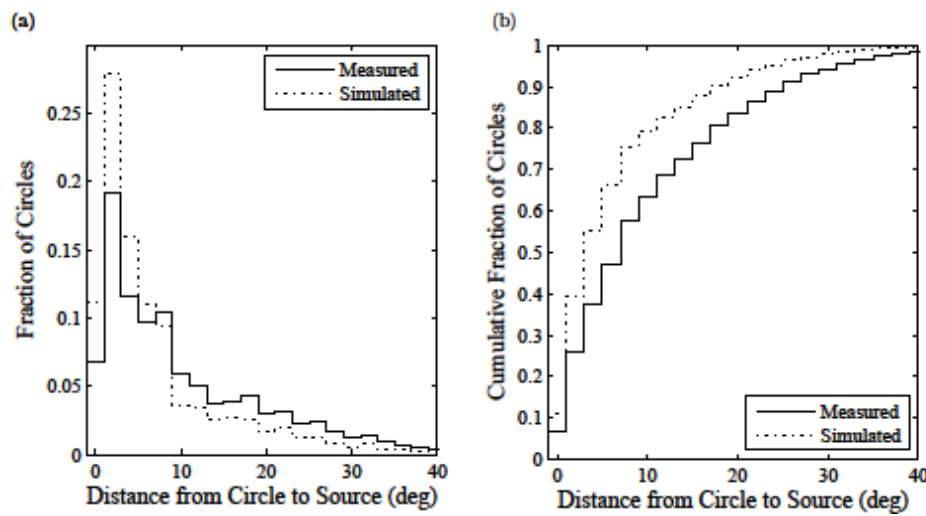 (a)
Measured
Simulated
0.25
0.2
0.15
0.1
0.05
0
0 10 20 30 40
Fraction of Circles
Distance from Circle to Source (deg)
(b)
1
0.9
0.8
0.7
0.6
0.5
0.4
0.3
0.2
0.1
0
0 10 20 30 40
Cumulative Fraction of Circles
Measured
Simulated
Distance from Circle to Source (deg)